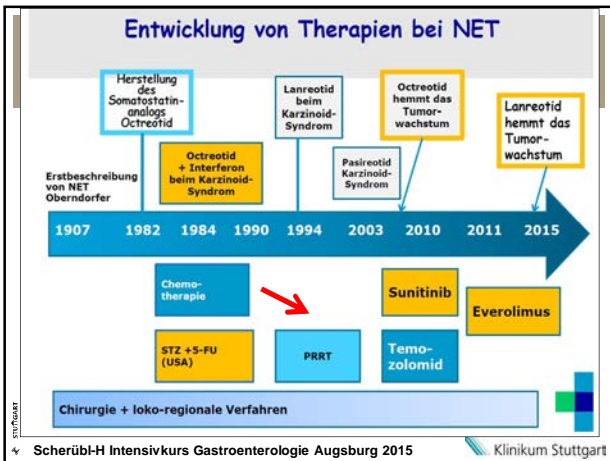 Entwicklung von Therapien bei NET
Herstellung
des
Somatostatin-
analogs
Octreotid
Lanreotid
beim
Karzinoid-
Syndrom
Octreotid
hemmt das
Tumor-
wachstum
Lanreotid
hemmt das
Tumor-
wachstum
Erstbeschreibung
von NET
Oberndorfer
Octreotid
+ Interferon
beim Karzinoid-
Syndrom
Pasireotid
Karzinoid-
Syndrom
1907 1982 1984 1990 1994 2003 2010 2011 2015
Chemo-
therapie
Sunitinib
Everolimus
STZ +5-FU
(USA)
PRRT
Temo-
zolomid
Chirurgie + loko-regionale Verfahren
STUTTGART
Scherübl-H Intensivkurs Gastroenterologie Augsburg 2015
Klinikum Stuttgart